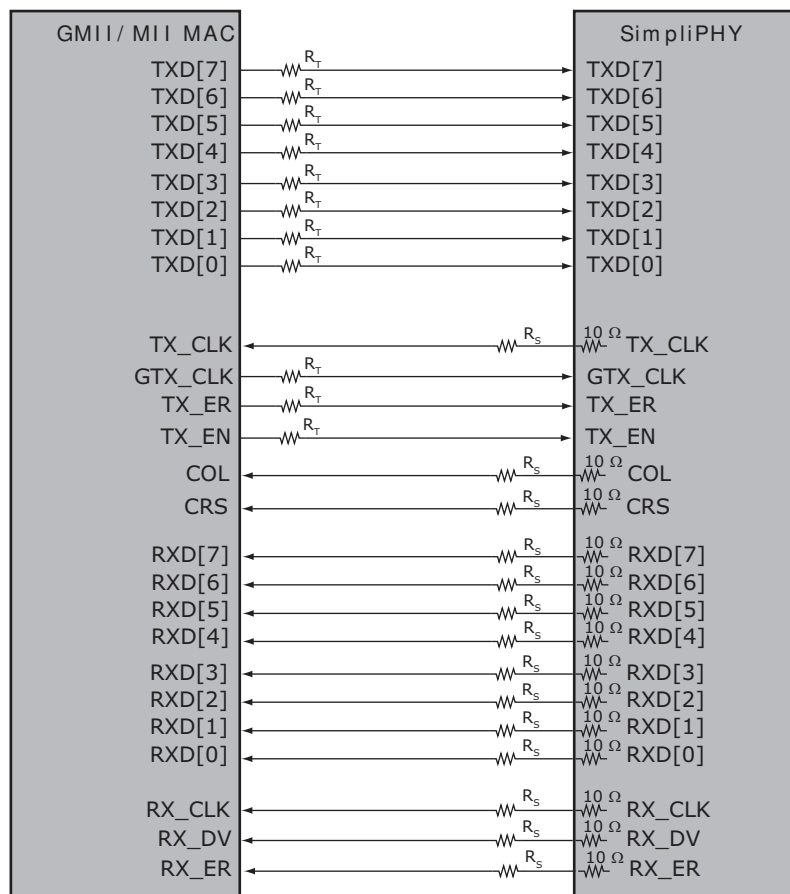 GMII/MII MAC SimpliPHY
TXD[7] R_T TXD[7]
TXD[6] R_T TXD[6]
TXD[5] R_T TXD[5]
TXD[4] R_T TXD[4]
TXD[3] R_T TXD[3]
TXD[2] R_T TXD[2]
TXD[1] R_T TXD[1]
TXD[0] R_T TXD[0]
TX_CLK R_S 10 Ω TX_CLK
GTX_CLK R_T GTX_CLK
TX_ER R_T TX_ER
TX_EN R_T TX_EN
COL R_S 10 Ω COL
CRS R_S 10 Ω CRS
RXD[7] R_S 10 Ω RXD[7]
RXD[6] R_S 10 Ω RXD[6]
RXD[5] R_S 10 Ω RXD[5]
RXD[4] R_S 10 Ω RXD[4]
RXD[3] R_S 10 Ω RXD[3]
RXD[2] R_S 10 Ω RXD[2]
RXD[1] R_S 10 Ω RXD[1]
RXD[0] R_S 10 Ω RXD[0]
RX_CLK R_S 10 Ω RX_CLK
RX_DV R_S 10 Ω RX_DV
RX_ER R_S 10 Ω RX_ER